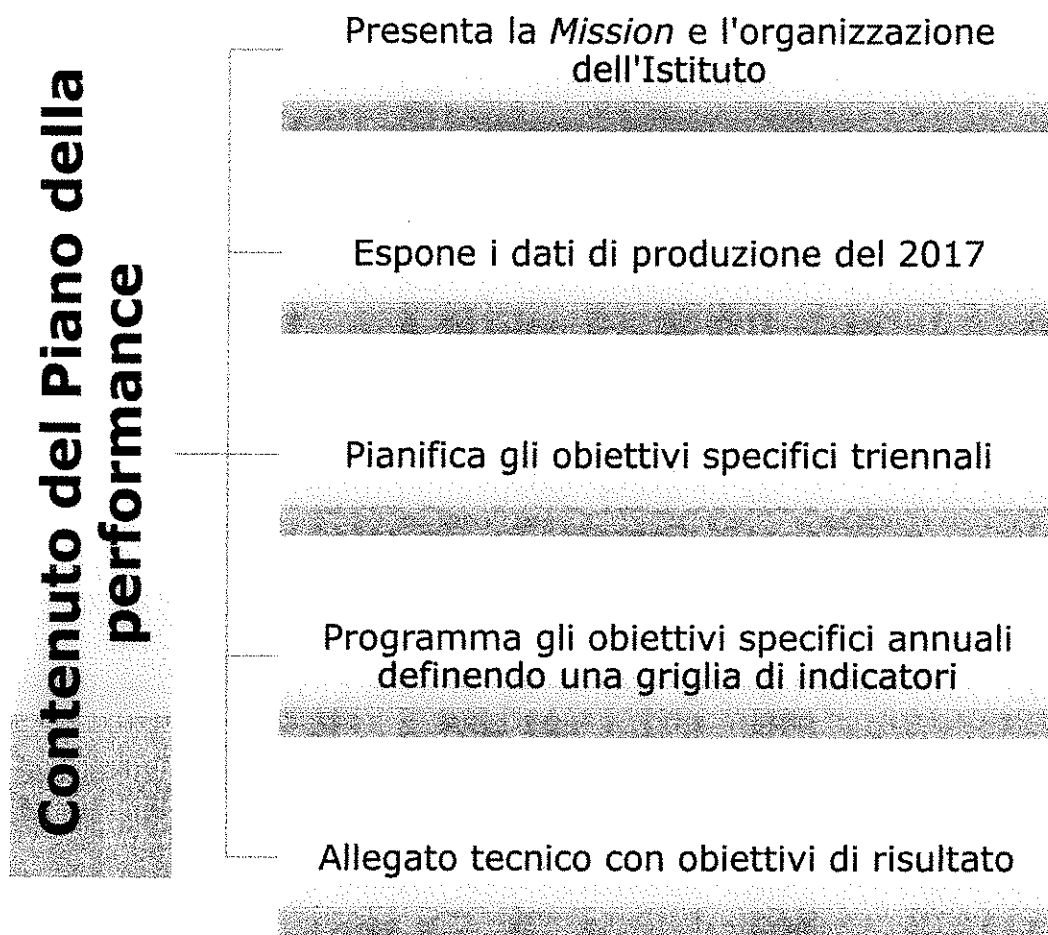 Contenuto del Piano della
performance
Presenta la Mission e l'organizzazione
dell'Istituto
Espone i dati di produzione del 2017
Pianifica gli obiettivi specifici triennali
Programma gli obiettivi specifici annuali
definendo una griglia di indicatori
Allegato tecnico con obiettivi di risultato